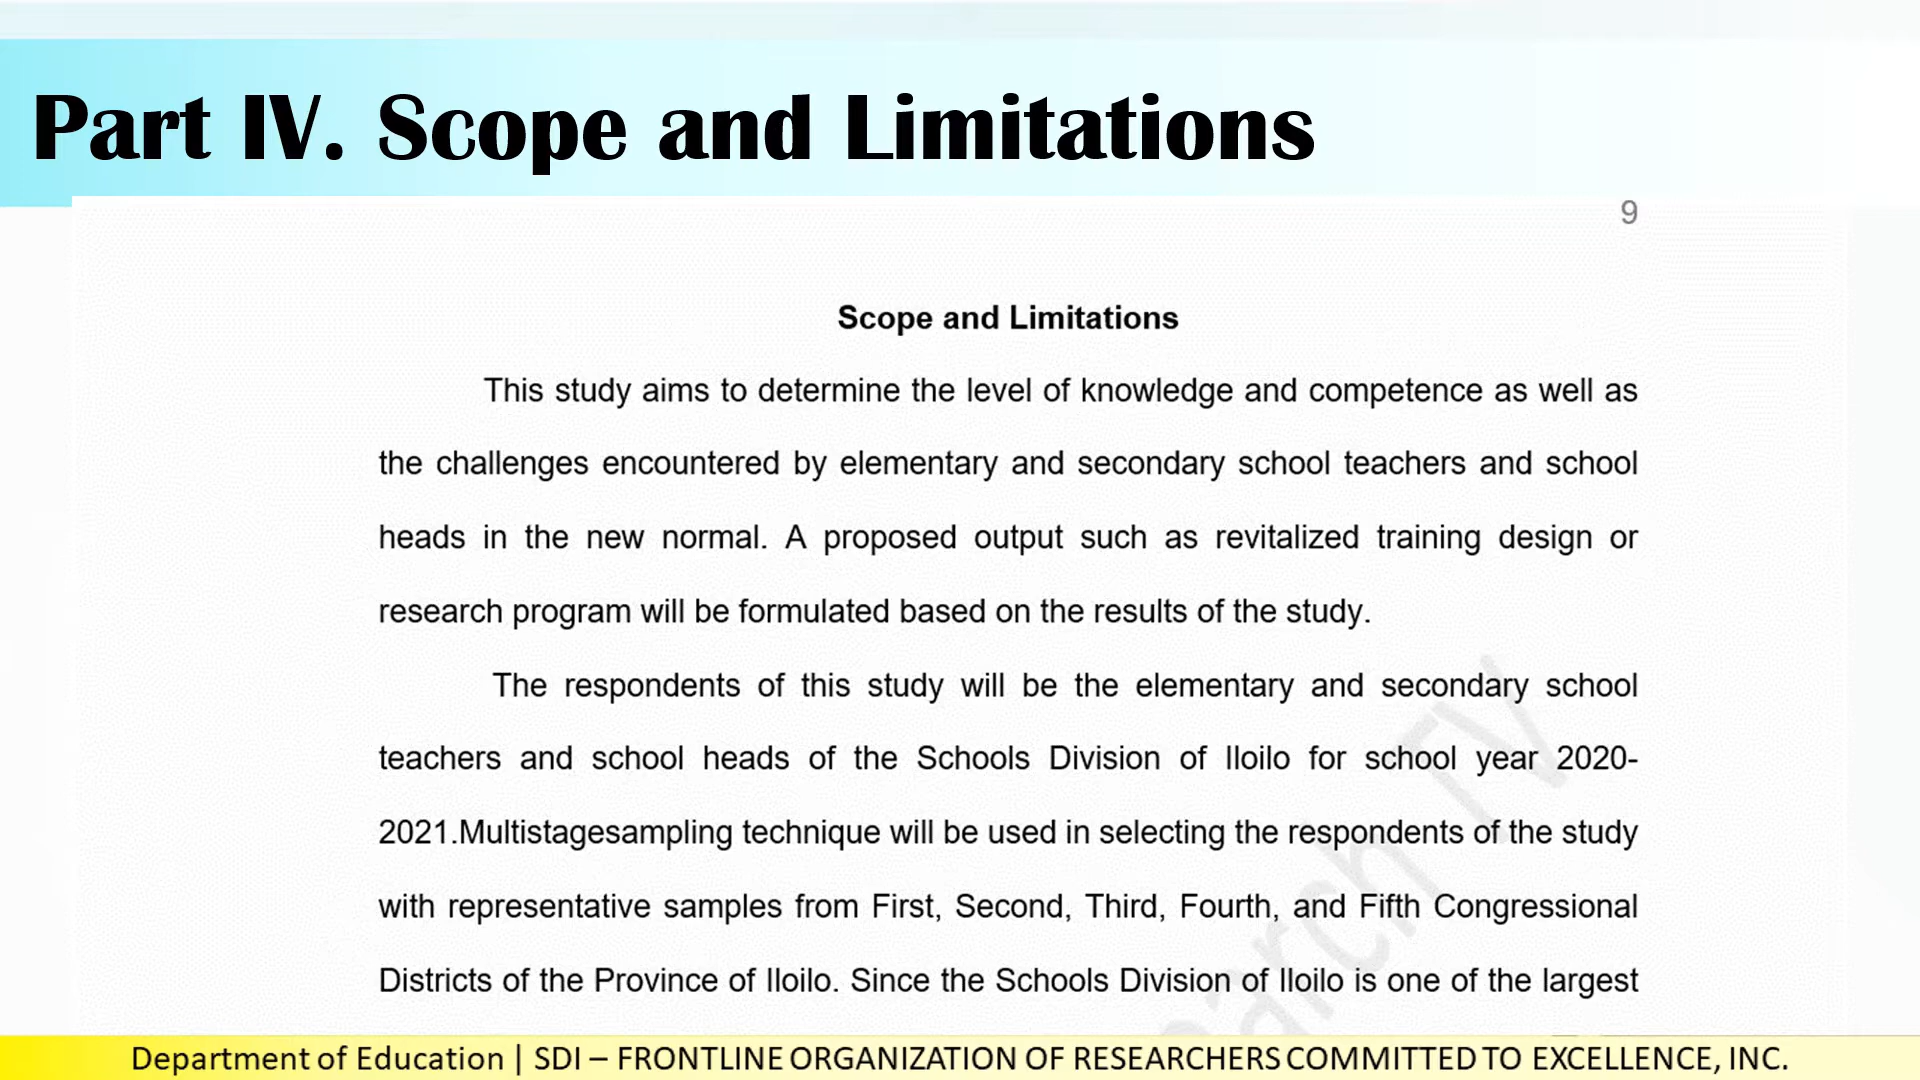 Part IV. Scope and Limitations
9
Scope and Limitations
This study aims to determine the level of knowledge and competence as well as
the challenges encountered by elementary and secondary school teachers and school
heads in the new normal. A proposed output such as revitalized training design or
research program will be formulated based on the results of the study.
The respondents of this study will be the elementary and secondary school
teachers and school heads of the Schools Division of Iloilo for school year 2020-
2021.Multistagesampling technique will be used in selecting the respondents of the study
with representative samples from First, Second, Third, Fourth, and Fifth Congressional
Districts of the Province of Iloilo. Since the Schools Division of Iloilo is one of the largest
Department of Education | SDI – FRONTLINE ORGANIZATION OF RESEARCHERS COMMITTED TO EXCELLENCE, INC.